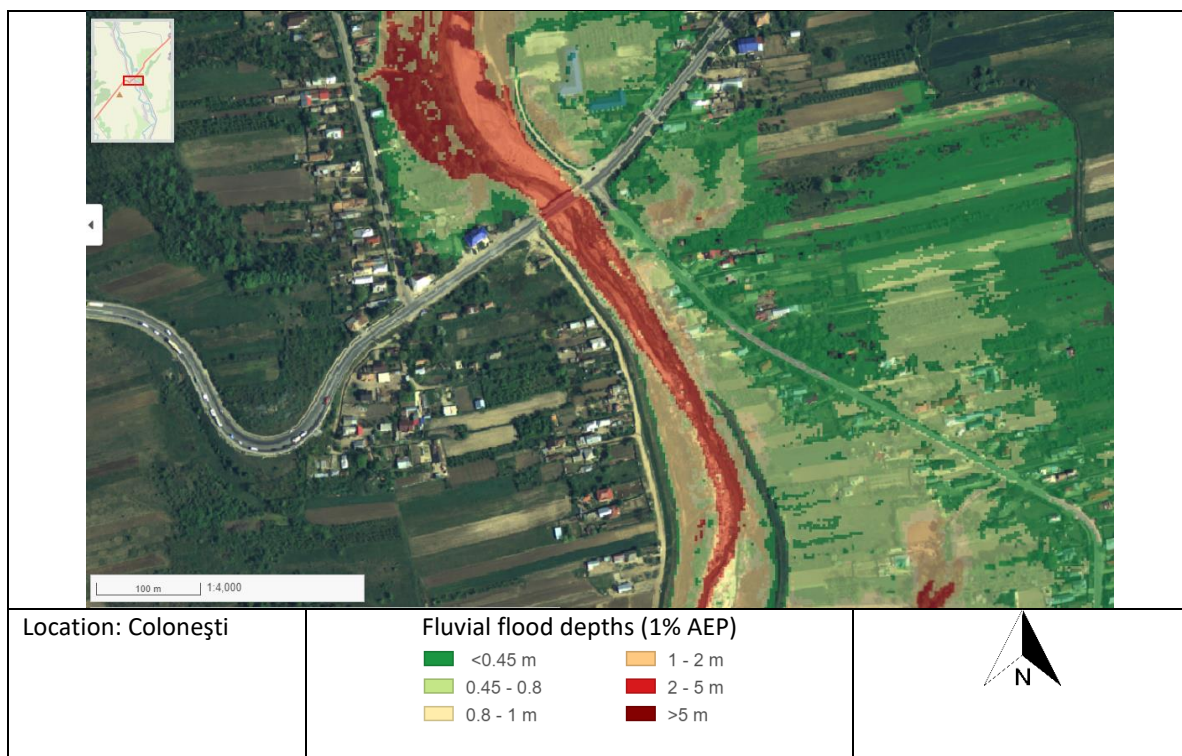 100 m
1:4,000
Location: Coloneşti
Fluvial flood depths (1% AEP)
<0.45 m
1 - 2 m
0.45 - 0.8
2 - 5 m
0.8 - 1 m
>5 m
N